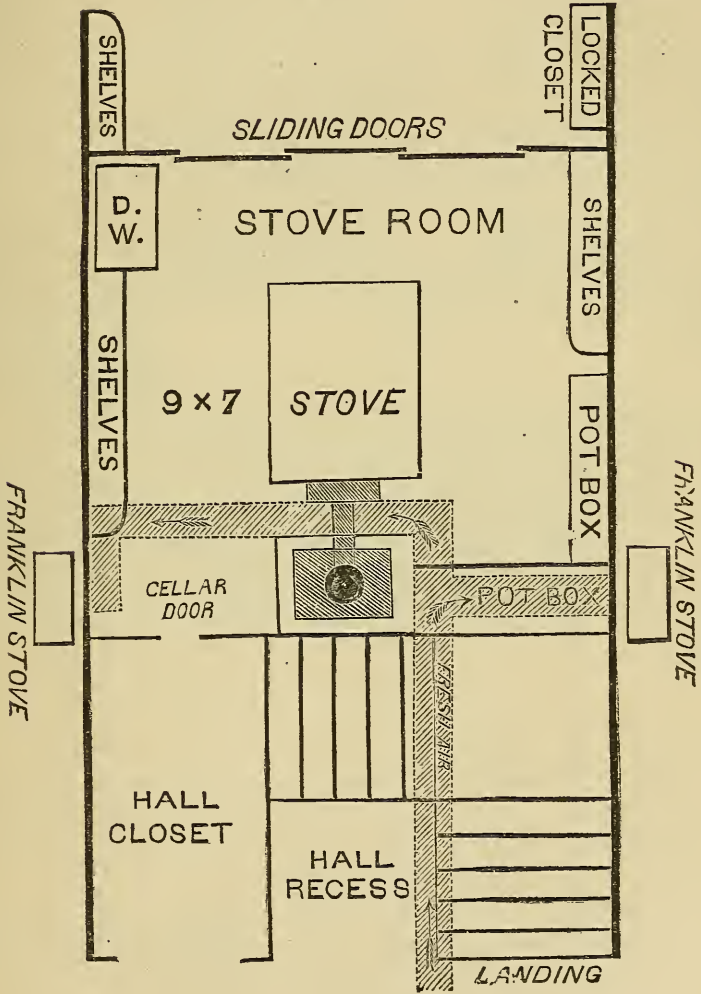 SHELVES
LOCKED
CLOSET
SLIDING DOORS
D.
W.
STOVE ROOM
SHELVES
SHELVES
9 × 7
STOVE
POT BOX
FRANKLIN STOVE
FRANKLIN STOVE
CELLAR
DOOR
POT BOX
FRESH AIR
HALL
CLOSET
HALL
RECESS
LANDING